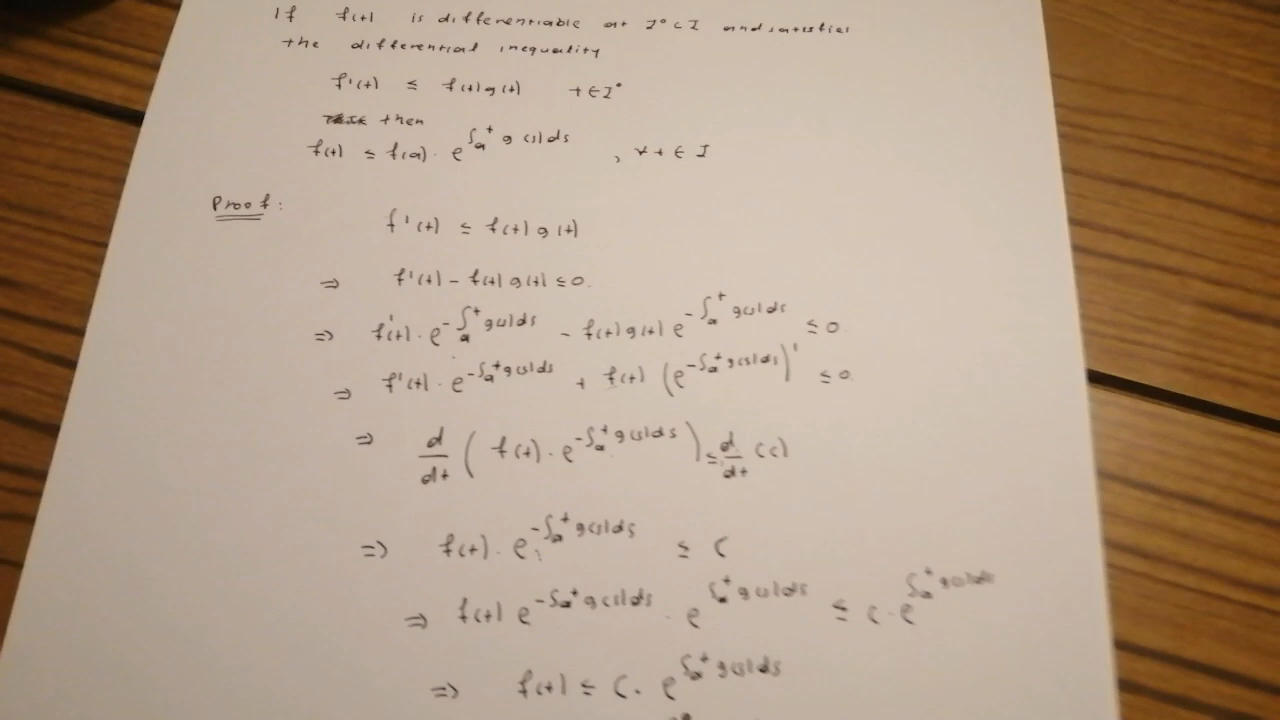 If f(t) is differentiable at I° ⊂ I and satisfies
the differential inequality
f'(t) ≤ f(t)g(t) t ∈ I°
then
f(t) ≤ f(a) · e^{∫_a^t g(s)ds} , ∀t ∈ I
Proof:
f'(t) ≤ f(t)g(t)
⇒ f'(t) - f(t)g(t) ≤ 0.
⇒ f'(t) · e^{-∫_a^t g(s)ds} - f(t)g(t)e^{-∫_a^t g(s)ds} ≤ 0
⇒ f'(t) · e^{-∫_a^t g(s)ds} + f(t)(e^{-∫_a^t g(s)ds})' ≤ 0
⇒ d/dt (f(t) · e^{-∫_a^t g(s)ds}) ≤ d/dt (c)
⇒ f(t) · e^{-∫_a^t g(s)ds} ≤ C
⇒ f(t) e^{-∫_a^t g(s)ds} · e^{∫_a^t g(s)ds} ≤ c · e^{∫_a^t g(s)ds}
⇒ f(t) ≤ C · e^{∫_a^t g(s)ds}